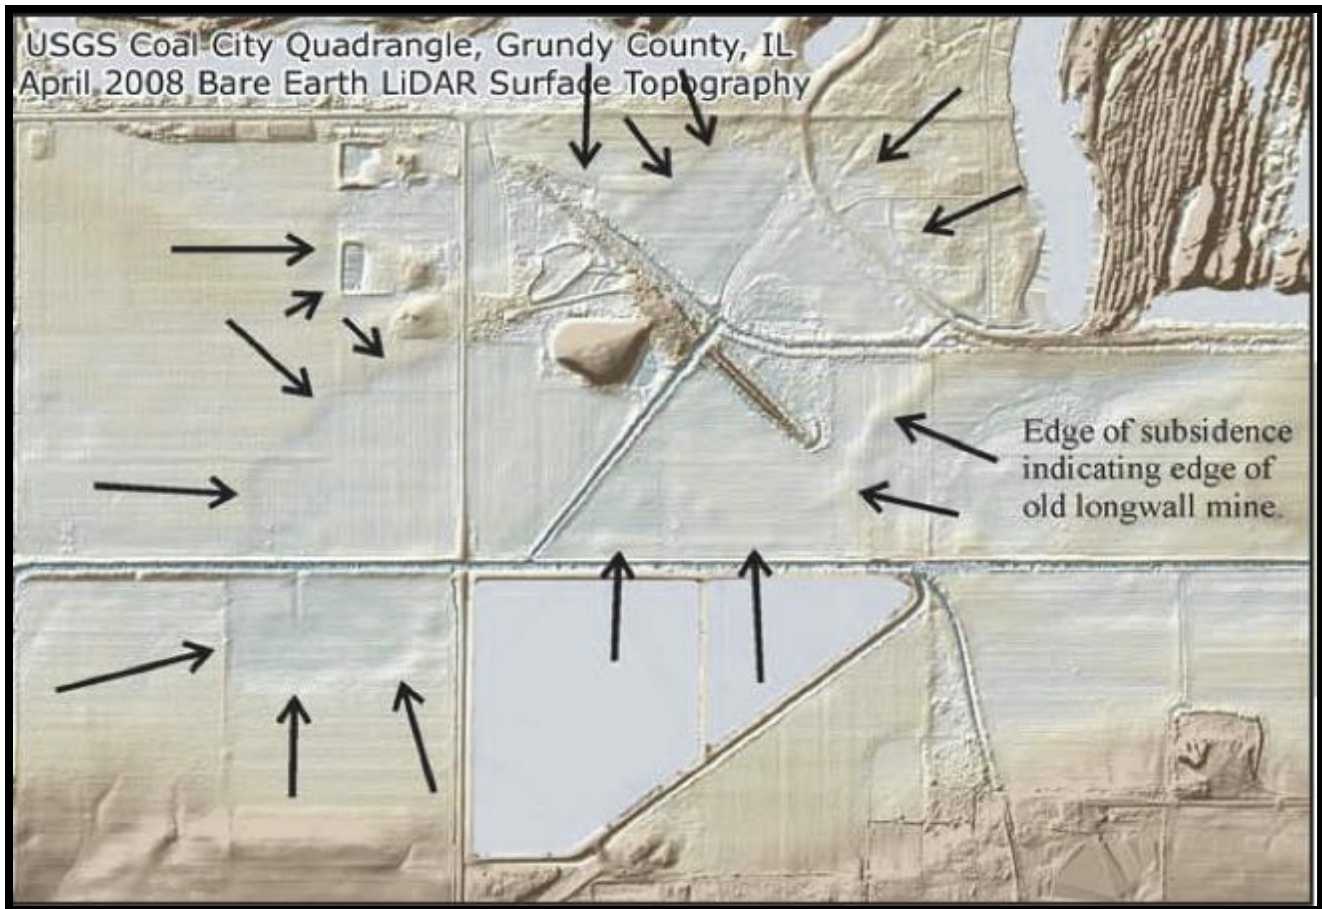 USGS Coal City Quadrangle, Grundy County, IL
April 2008 Bare Earth LiDAR Surface Topography
Edge of subsidence
indicating edge of
old longwall mine.